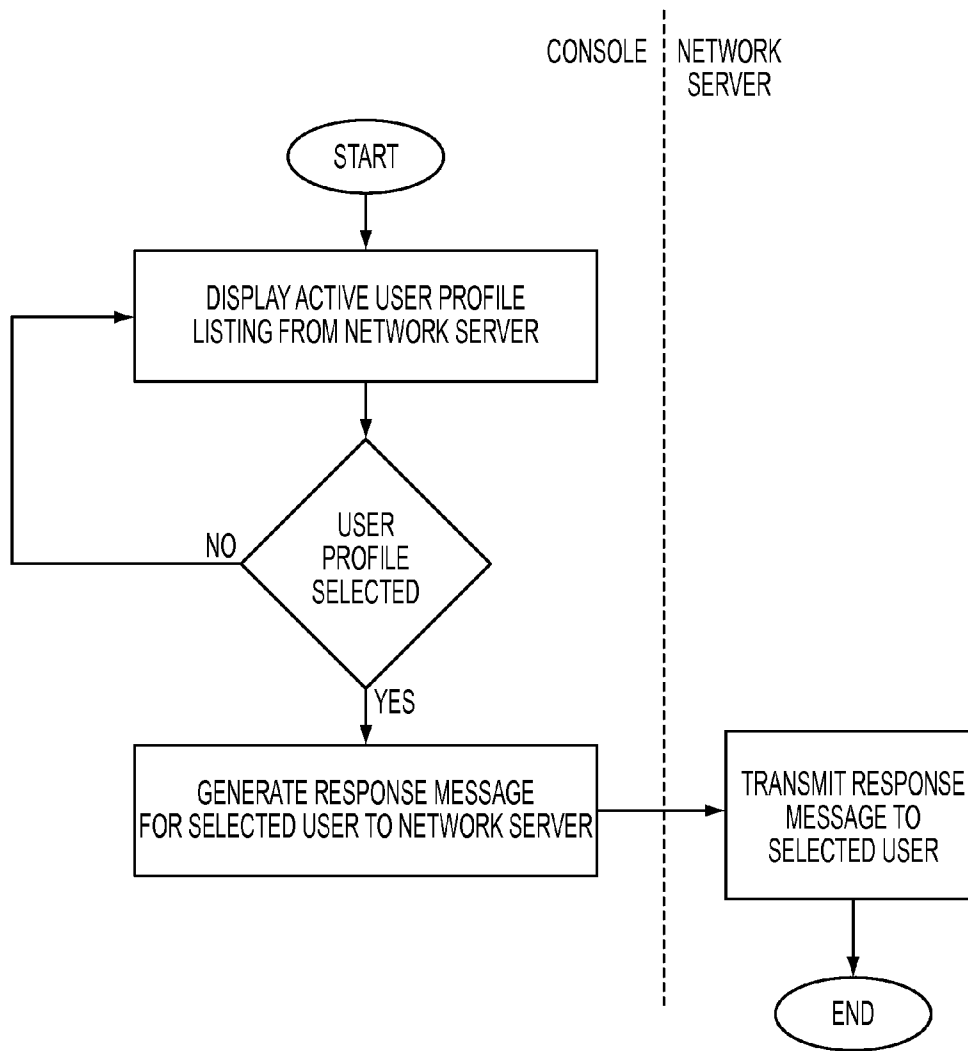 CONSOLE
NETWORK
SERVER
START
DISPLAY ACTIVE USER PROFILE
LISTING FROM NETWORK SERVER
USER
PROFILE
SELECTED
NO
YES
GENERATE RESPONSE MESSAGE
FOR SELECTED USER TO NETWORK SERVER
TRANSMIT RESPONSE
MESSAGE TO
SELECTED USER
END